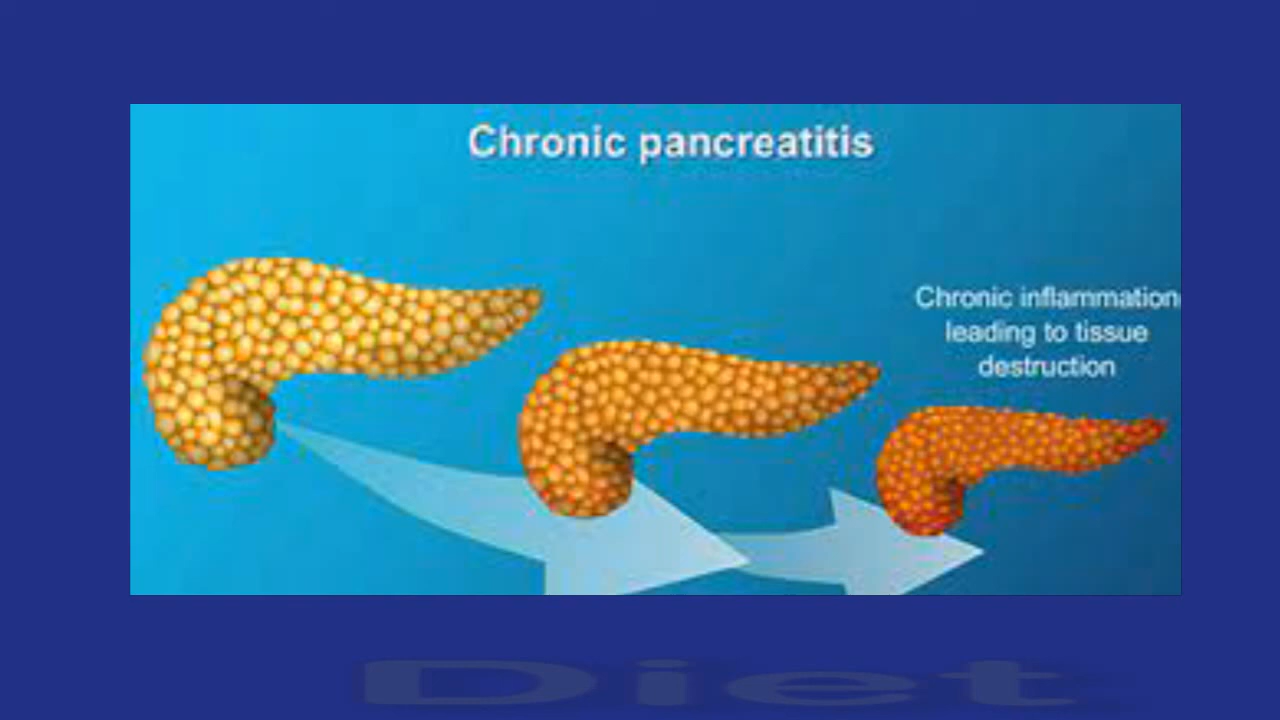 Chronic pancreatitis
Chronic inflammation
leading to tissue
destruction
Diet